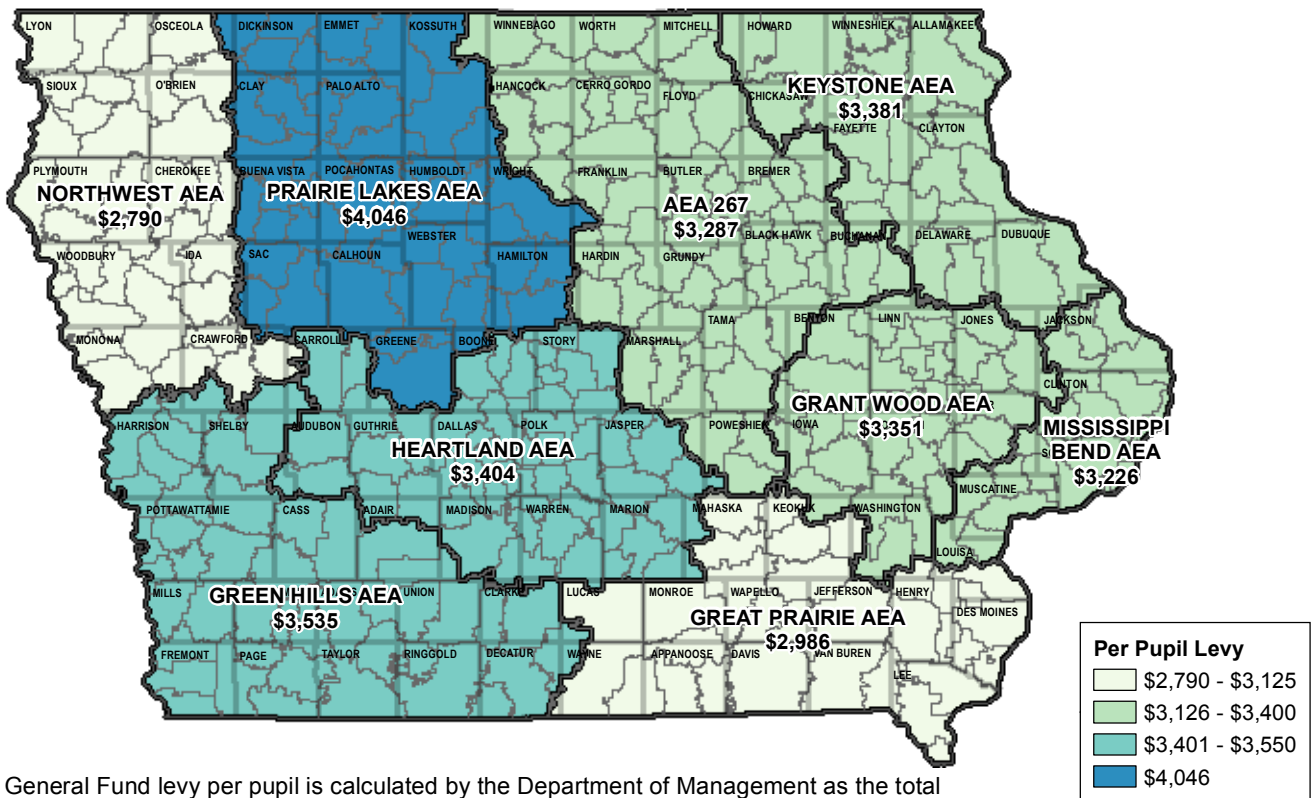 LYON
OSCEOLA
DICKINSON
EMMET
KOSSUTH
WINNEBAGO
WORTH
MITCHELL
HOWARD
WINNESHIEK
ALLAMAKEE
SIOUX
O'BRIEN
CLAY
PALO ALTO
HANCOCK
CERRO GORDO
FLOYD
CHICKASAW
KEYSTONE AEA
$3,381
FAYETTE
CLAYTON
PLYMOUTH
CHEROKEE
BUENA VISTA
POCAHONTAS
HUMBOLDT
WRIGHT
FRANKLIN
BUTLER
BREMER
NORTHWEST AEA
$2,790
PRAIRIE LAKES AEA
$4,046
AEA 267
$3,287
WEBSTER
BLACK HAWK
BUCHANAN
DELAWARE
DUBUQUE
WOODBURY
IDA
SAC
CALHOUN
HAMILTON
HARDIN
GRUNDY
MONONA
CRAWFORD
CARROLL
GREENE
BOONE
STORY
MARSHALL
TAMA
BENTON
LINN
JONES
JACKSON
CLINTON
HARRISON
SHELBY
AUDUBON
GUTHRIE
DALLAS
POLK
JASPER
POWESHIEK
IOWA
GRANT WOOD AEA
$3,351
MISSISSIPPI
BEND AEA
$3,226
HEARTLAND AEA
$3,404
MUSCATINE
POTTAWATTAMIE
CASS
ADAIR
MADISON
WARREN
MARION
MAHASKA
KEOKUK
WASHINGTON
LOUISA
MILLS
GREEN HILLS AEA
$3,535
UNION
CLARKE
LUCAS
MONROE
WAPELLO
JEFFERSON
HENRY
DES MOINES
GREAT PRAIRIE AEA
$2,986
FREMONT
PAGE
TAYLOR
RINGGOLD
DECATUR
WAYNE
APPANOOSE
DAVIS
VAN BUREN
LEE
Per Pupil Levy
$2,790 - $3,125
$3,126 - $3,400
$3,401 - $3,550
$4,046
General Fund levy per pupil is calculated by the Department of Management as the total